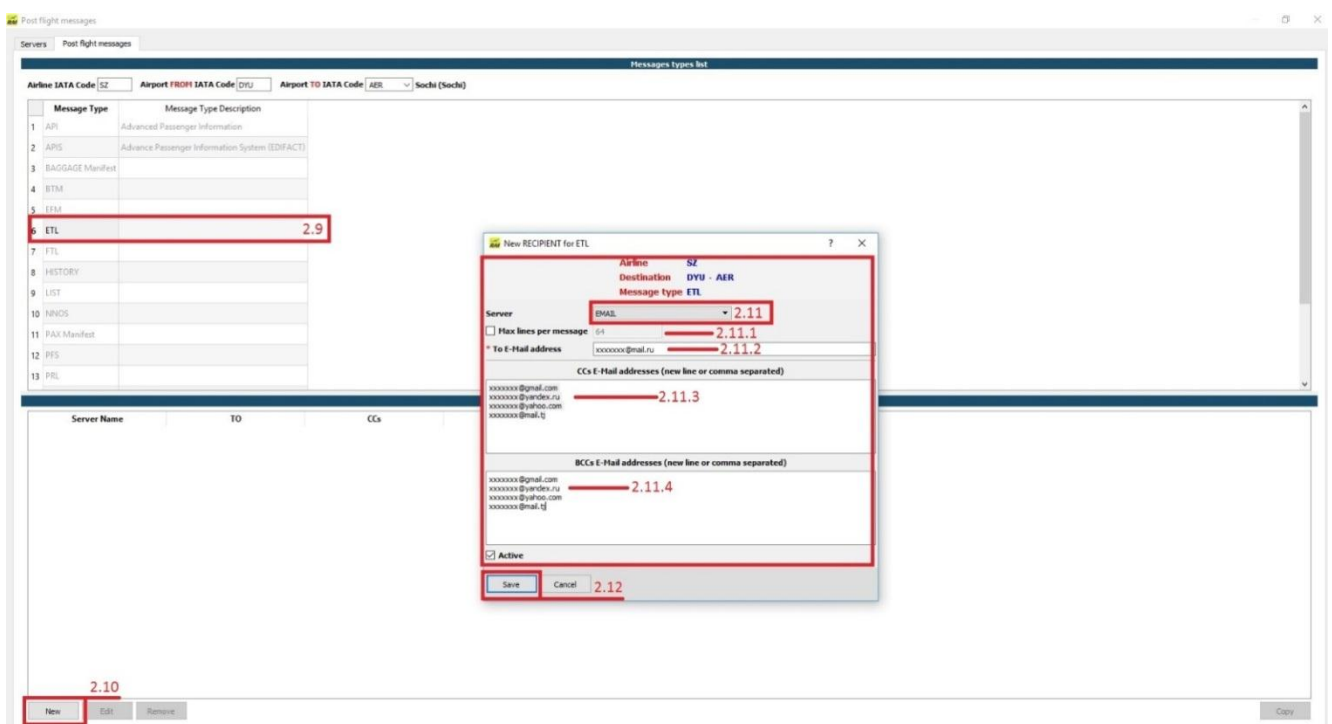 Post flight messages
Servers Post flight messages
Messages types list
Airline IATA Code SZ Airport FROM IATA Code DYU Airport TO IATA Code AER Sochi (Sochi)
Message Type Message Type Description
1 API Advanced Passenger Information
2 APIS Advance Passenger Information System (EDIFACT)
3 BAGGAGE Manifest
4 BTM
5 EFM
6 ETL 2.9
7 FTL
8 HISTORY
9 LIST
10 NNOS
11 PAX Manifest
12 PFS
13 PRL
New RECIPIENT for ETL ? X
Airline SZ
Destination DYU - AER
Message type ETL
Server EMAIL 2.11
Max lines per message 64 2.11.1
* To E-Mail address xxxxxxx@mail.ru 2.11.2
CCs E-Mail addresses (new line or comma separated)
xxxxxxx@gmail.com
xxxxxxx@yandex.ru 2.11.3
xxxxxxx@yahoo.com
xxxxxxx@mail.tj
BCCs E-Mail addresses (new line or comma separated)
xxxxxxx@gmail.com
xxxxxxx@yandex.ru 2.11.4
xxxxxxx@yahoo.com
xxxxxxx@mail.tj
Active
Save Cancel 2.12
Server Name TO CCs
2.10
New Edit Remove Copy